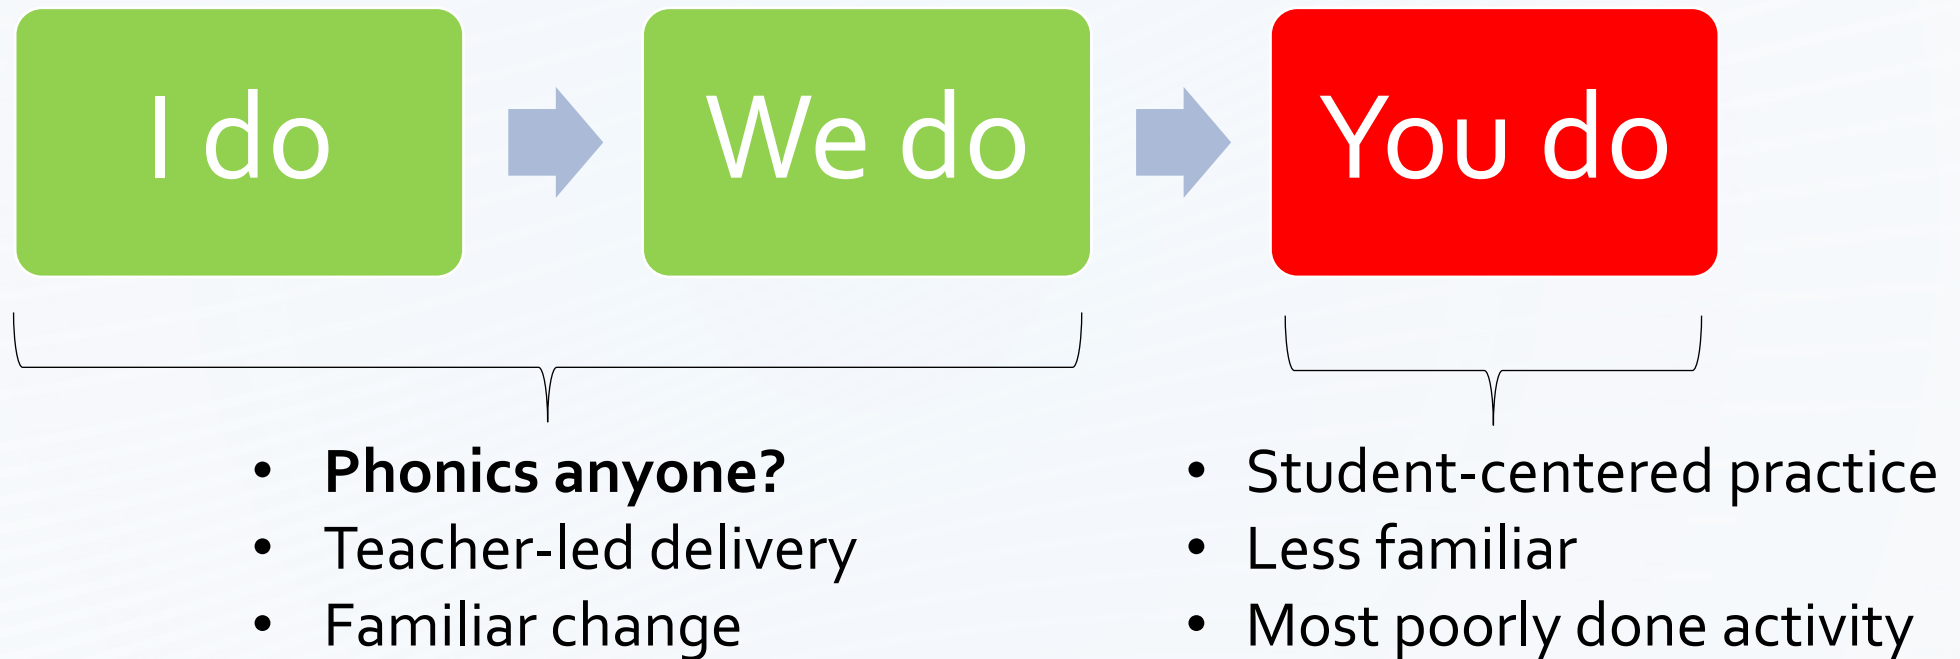 I do
We do
You do
• Phonics anyone?
• Teacher-led delivery
• Familiar change
• Student-centered practice
• Less familiar
• Most poorly done activity